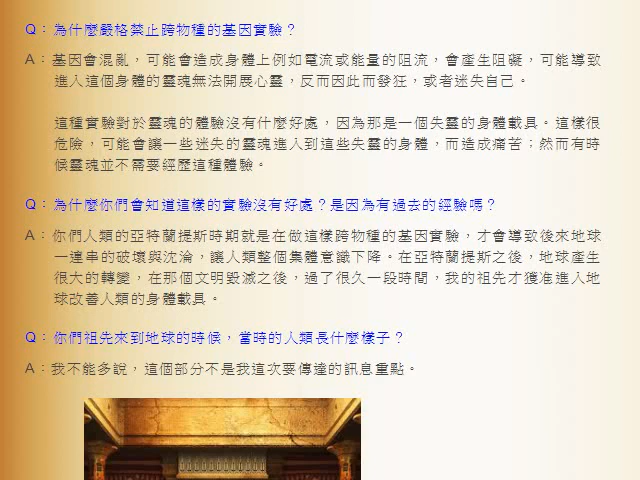 Q：為什麼嚴格禁止跨物種的基因實驗？
A：基因會混亂，可能會造成身體上例如電流或能量的阻流，會產生阻礙，可能導致
進入這個身體的靈魂無法開展心靈，反而因此而發狂，或者迷失自己。
這種實驗對於靈魂的體驗沒有什麼好處，因為那是一個失靈的身體載具。這樣很
危險，可能會讓一些迷失的靈魂進入到這些失靈的身體，而造成痛苦；然而有時
候靈魂並不需要經歷這種體驗。
Q：為什麼你們會知道這樣的實驗沒有好處？是因為有過去的經驗嗎？
A：你們人類的亞特蘭提斯時期就是在做這樣跨物種的基因實驗，才會導致後來地球
一連串的破壞與沈淪，讓人類整個集體意識下降。在亞特蘭提斯之後，地球產生
很大的轉變，在那個文明毀滅之後，過了很久一段時間，我的祖先才獲准進入地
球改善人類的身體載具。
Q：你們祖先來到地球的時候，當時的人類長什麼樣子？
A：我不能多說，這個部分不是我這次要傳達的訊息重點。